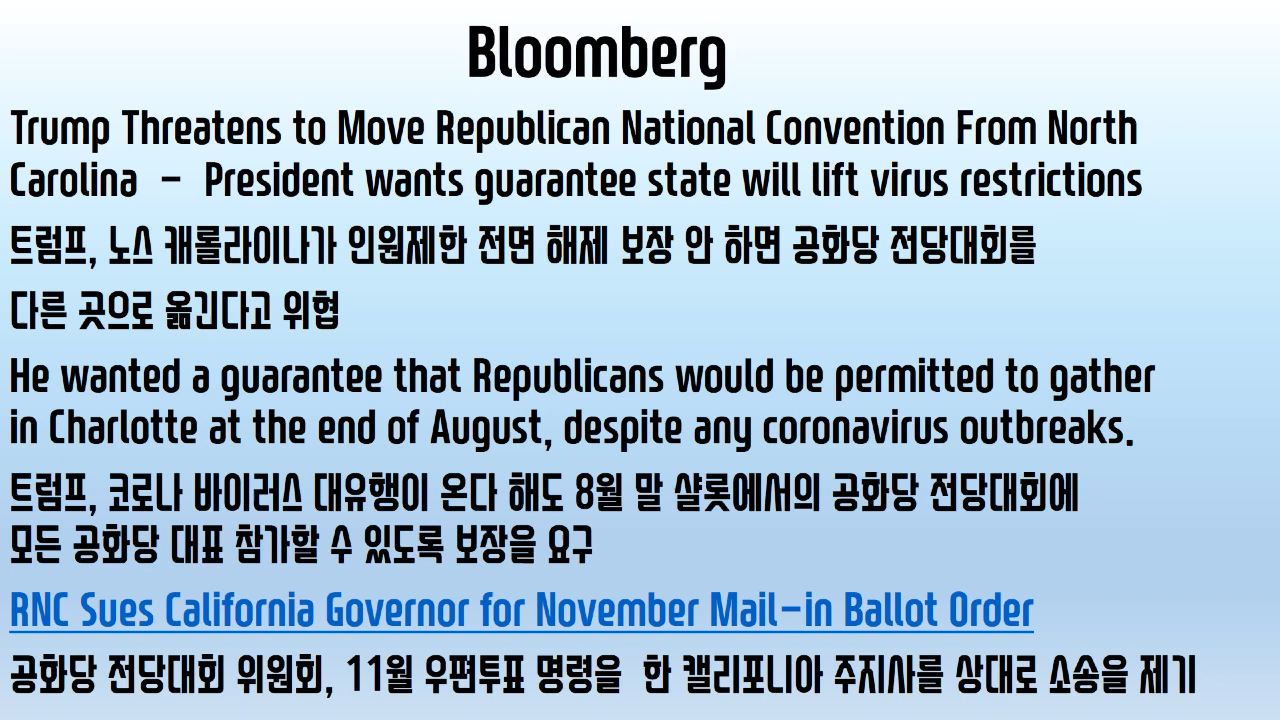 Bloomberg
Trump Threatens to Move Republican National Convention From North
Carolina - President wants guarantee state will lift virus restrictions
트럼프, 노스 캐롤라이나가 인원제한 전면 해제 보장 안 하면 공화당 전당대회를
다른 곳으로 옮긴다고 위협
He wanted a guarantee that Republicans would be permitted to gather
in Charlotte at the end of August, despite any coronavirus outbreaks.
트럼프, 코로나 바이러스 대유행이 온다 해도 8월 말 샬롯에서의 공화당 전당대회에
모든 공화당 대표 참가할 수 있도록 보장을 요구
RNC Sues California Governor for November Mail-in Ballot Order
공화당 전당대회 위원회, 11월 우편투표 명령을 한 캘리포니아 주지사를 상대로 소송을 제기